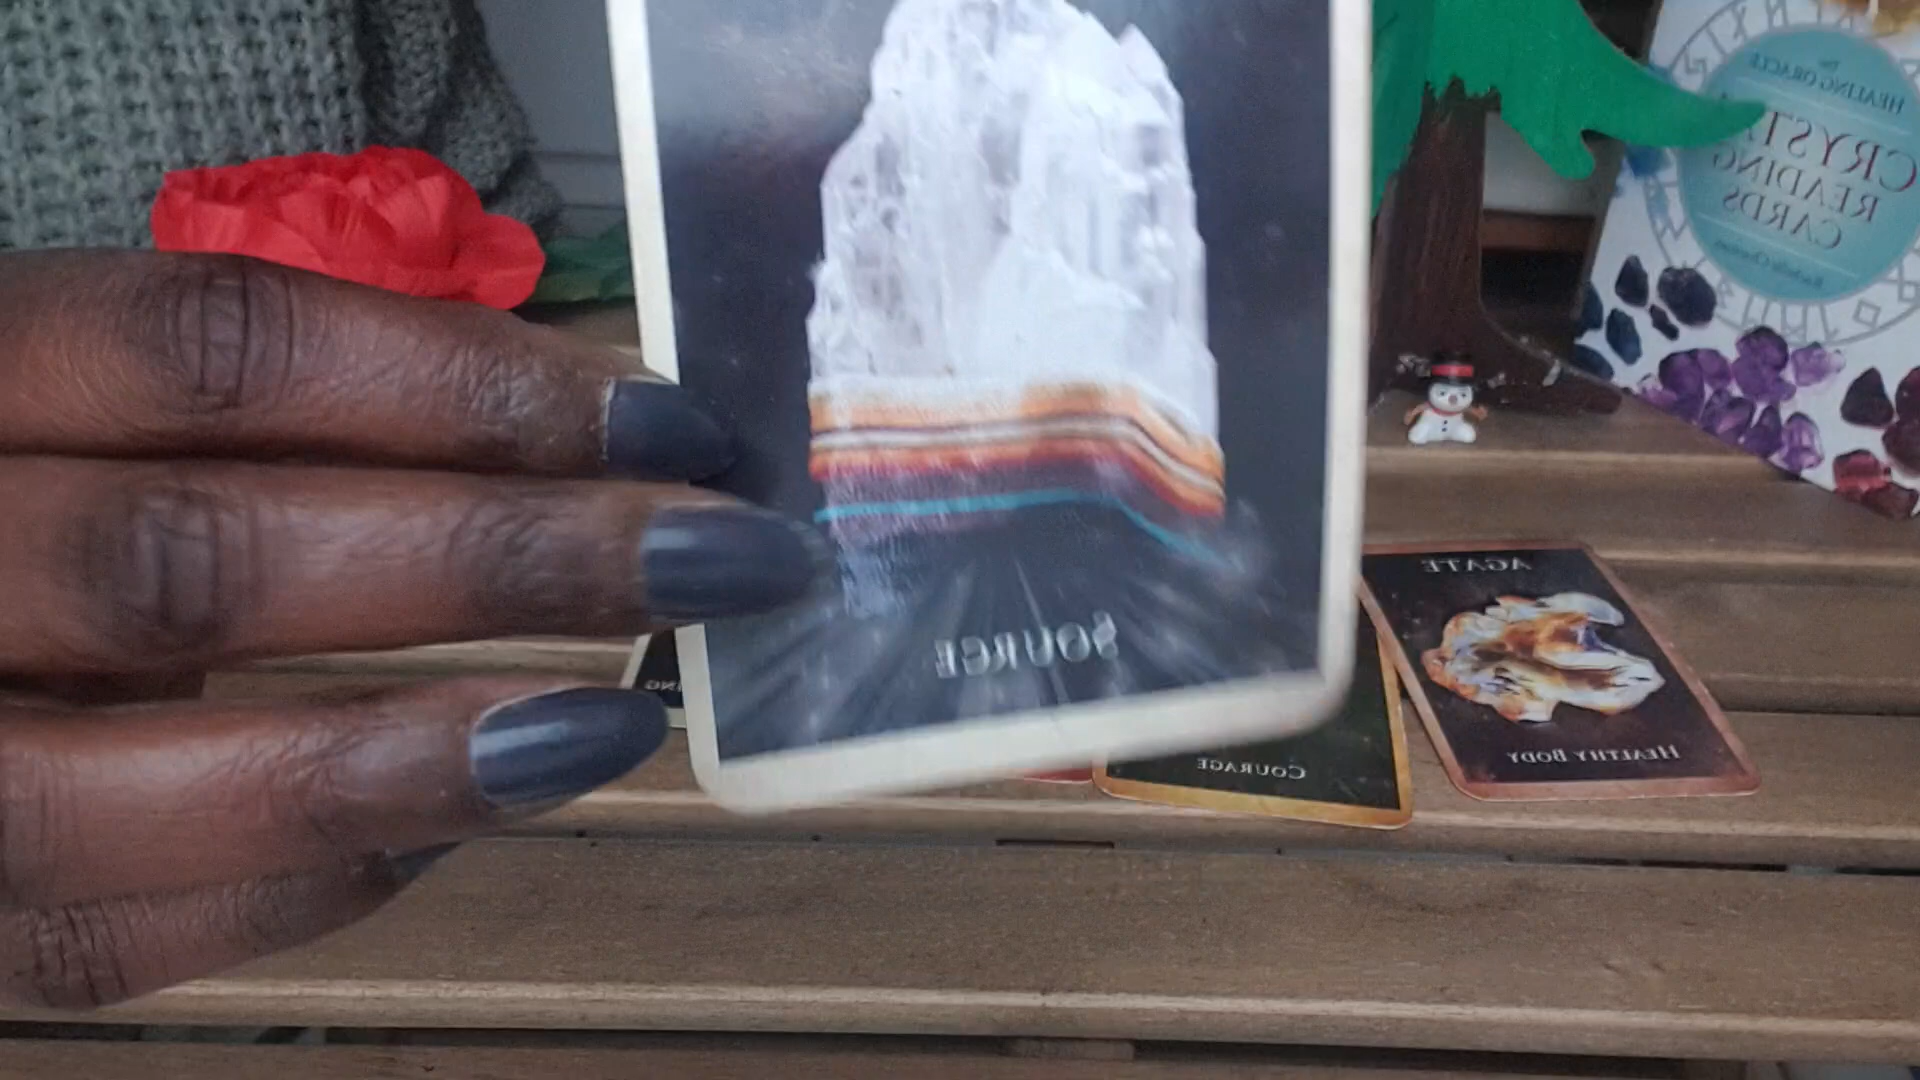 SOURCE
The
HEALING ORACLE
CRYSTAL
READING
CARDS
AGATE
HEALTHY BODY
COURAGE